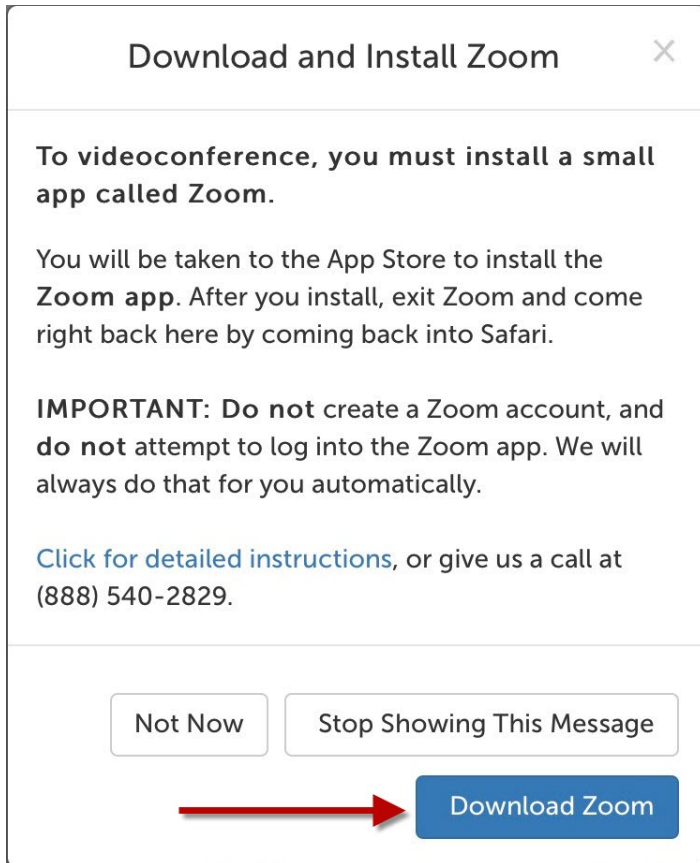 Download and Install Zoom
To videoconference, you must install a small
app called Zoom.
You will be taken to the App Store to install the
Zoom app. After you install, exit Zoom and come
right back here by coming back into Safari.
IMPORTANT: Do not create a Zoom account, and
do not attempt to log into the Zoom app. We will
always do that for you automatically.
Click for detailed instructions, or give us a call at
(888) 540-2829.
Not Now
Stop Showing This Message
Download Zoom